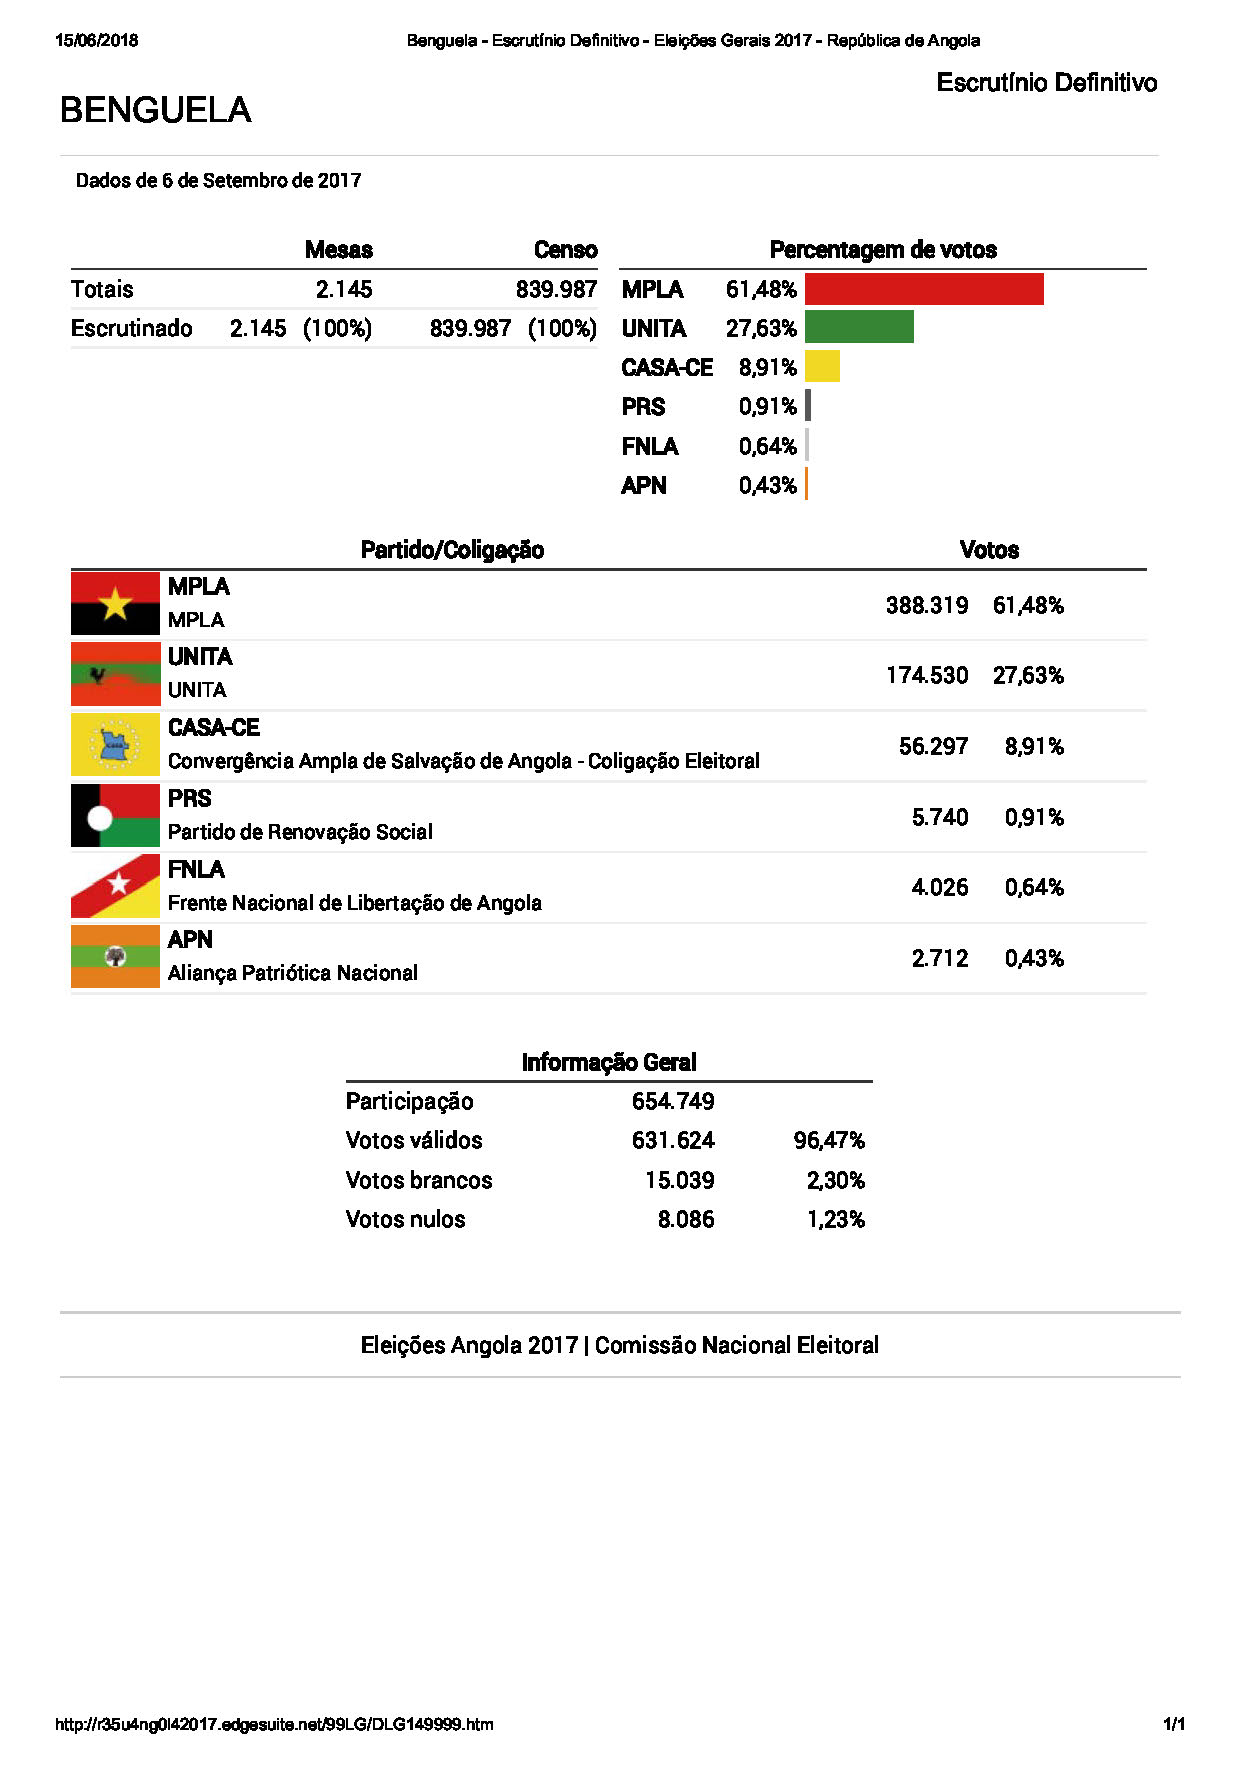 15/06/2018 Benguela - Escrutínio Definitivo - Eleições Gerais 2017 - República de Angola
Escrutínio Definitivo
BENGUELA
Dados de 6 de Setembro de 2017
Mesas Censo Percentagem de votos
Totais 2.145 839.987 MPLA 61,48%
Escrutinado 2.145 (100%) 839.987 (100%) UNITA 27,63%
CASA-CE 8,91%
PRS 0,91%
FNLA 0,64%
APN 0,43%
Partido/Coligação Votos
MPLA
MPLA 388.319 61,48%
UNITA
UNITA 174.530 27,63%
CASA-CE
Convergência Ampla de Salvação de Angola - Coligação Eleitoral 56.297 8,91%
PRS
Partido de Renovação Social 5.740 0,91%
FNLA
Frente Nacional de Libertação de Angola 4.026 0,64%
APN
Aliança Patriótica Nacional 2.712 0,43%
Informação Geral
Participação 654.749
Votos válidos 631.624 96,47%
Votos brancos 15.039 2,30%
Votos nulos 8.086 1,23%
Eleições Angola 2017 | Comissão Nacional Eleitoral
http://r35u4ng0l42017.edgesuite.net/99LG/DLG149999.htm 1/1